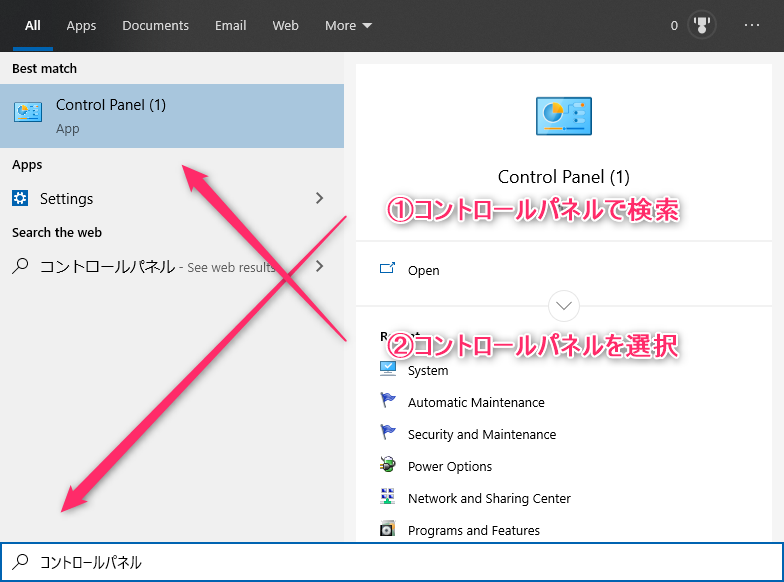 All Apps Documents Email Web More 0 ...
Best match
Control Panel (1)
App
Apps
Settings
Search the web
コントロールパネル - See web results
Control Panel (1)
①コントロールパネルで検索
Open
②コントロールパネルを選択
System
Automatic Maintenance
Security and Maintenance
Power Options
Network and Sharing Center
Programs and Features
コントロールパネル